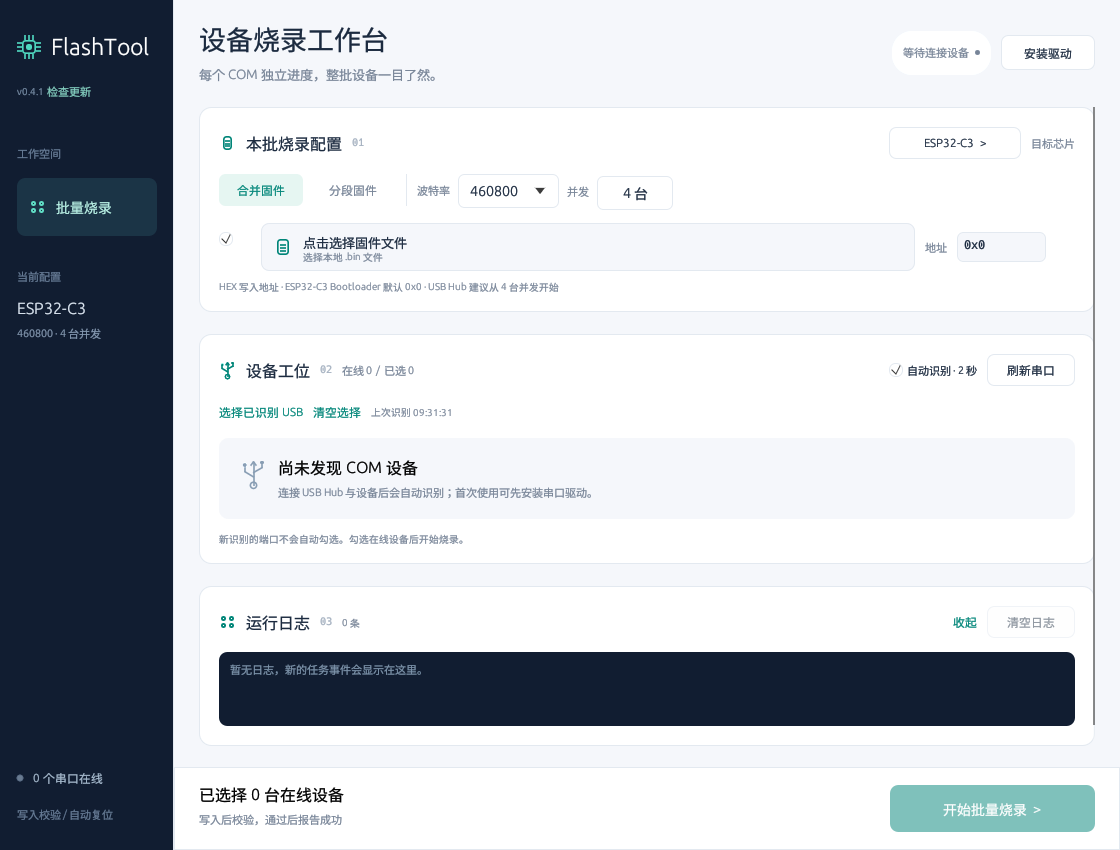 FlashTool
v0.4.1 检查更新
工作空间
批量烧录
当前配置
ESP32-C3
460800 · 4 台并发
0 个串口在线
写入校验 / 自动复位
设备烧录工作台
每个 COM 独立进度，整批设备一目了然。
等待连接设备
安装驱动
本批烧录配置 01
ESP32-C3 >
目标芯片
合并固件
分段固件
波特率
460800
并发
4 台
点击选择固件文件
选择本地 .bin 文件
地址
0x0
HEX 写入地址 · ESP32-C3 Bootloader 默认 0x0 · USB Hub 建议从 4 台并发开始
设备工位 02 在线 0 / 已选 0
自动识别 · 2 秒
刷新串口
选择已识别 USB 清空选择 上次识别 09:31:31
尚未发现 COM 设备
连接 USB Hub 与设备后会自动识别；首次使用可先安装串口驱动。
新识别的端口不会自动勾选。勾选在线设备后开始烧录。
运行日志 03 0 条
收起
清空日志
暂无日志，新的任务事件会显示在这里。
已选择 0 台在线设备
写入后校验，通过后报告成功
开始批量烧录 >